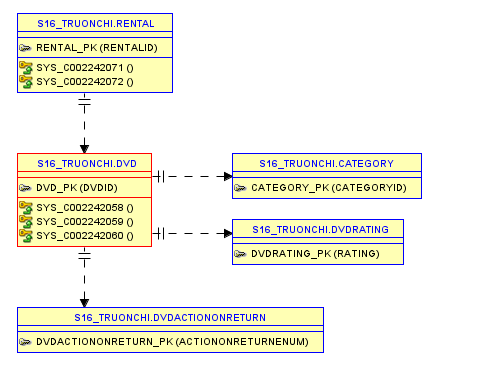 S16_TRUONCHI.RENTAL
RENTAL_PK (RENTALID)
SYS_C002242071 ()
SYS_C002242072 ()
S16_TRUONCHI.DVD
DVD_PK (DVDID)
SYS_C002242058 ()
SYS_C002242059 ()
SYS_C002242060 ()
S16_TRUONCHI.CATEGORY
CATEGORY_PK (CATEGORYID)
S16_TRUONCHI.DVDRATING
DVDRATING_PK (RATING)
S16_TRUONCHI.DVDACTIONONRETURN
DVDACTIONONRETURN_PK (ACTIONONRETURNENUM)